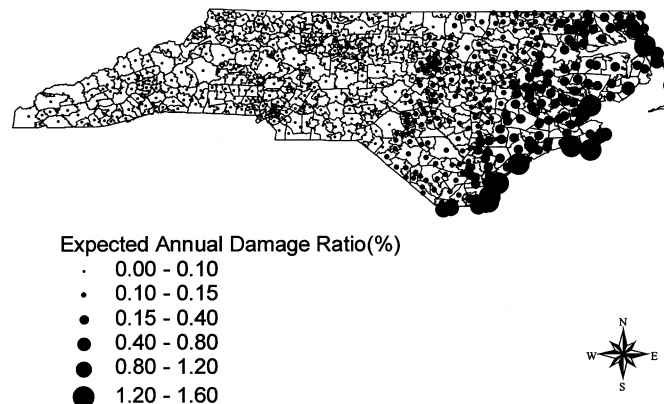 Expected Annual Damage Ratio(%)
0.00 - 0.10
0.10 - 0.15
0.15 - 0.40
0.40 - 0.80
0.80 - 1.20
1.20 - 1.60
N
W E
S